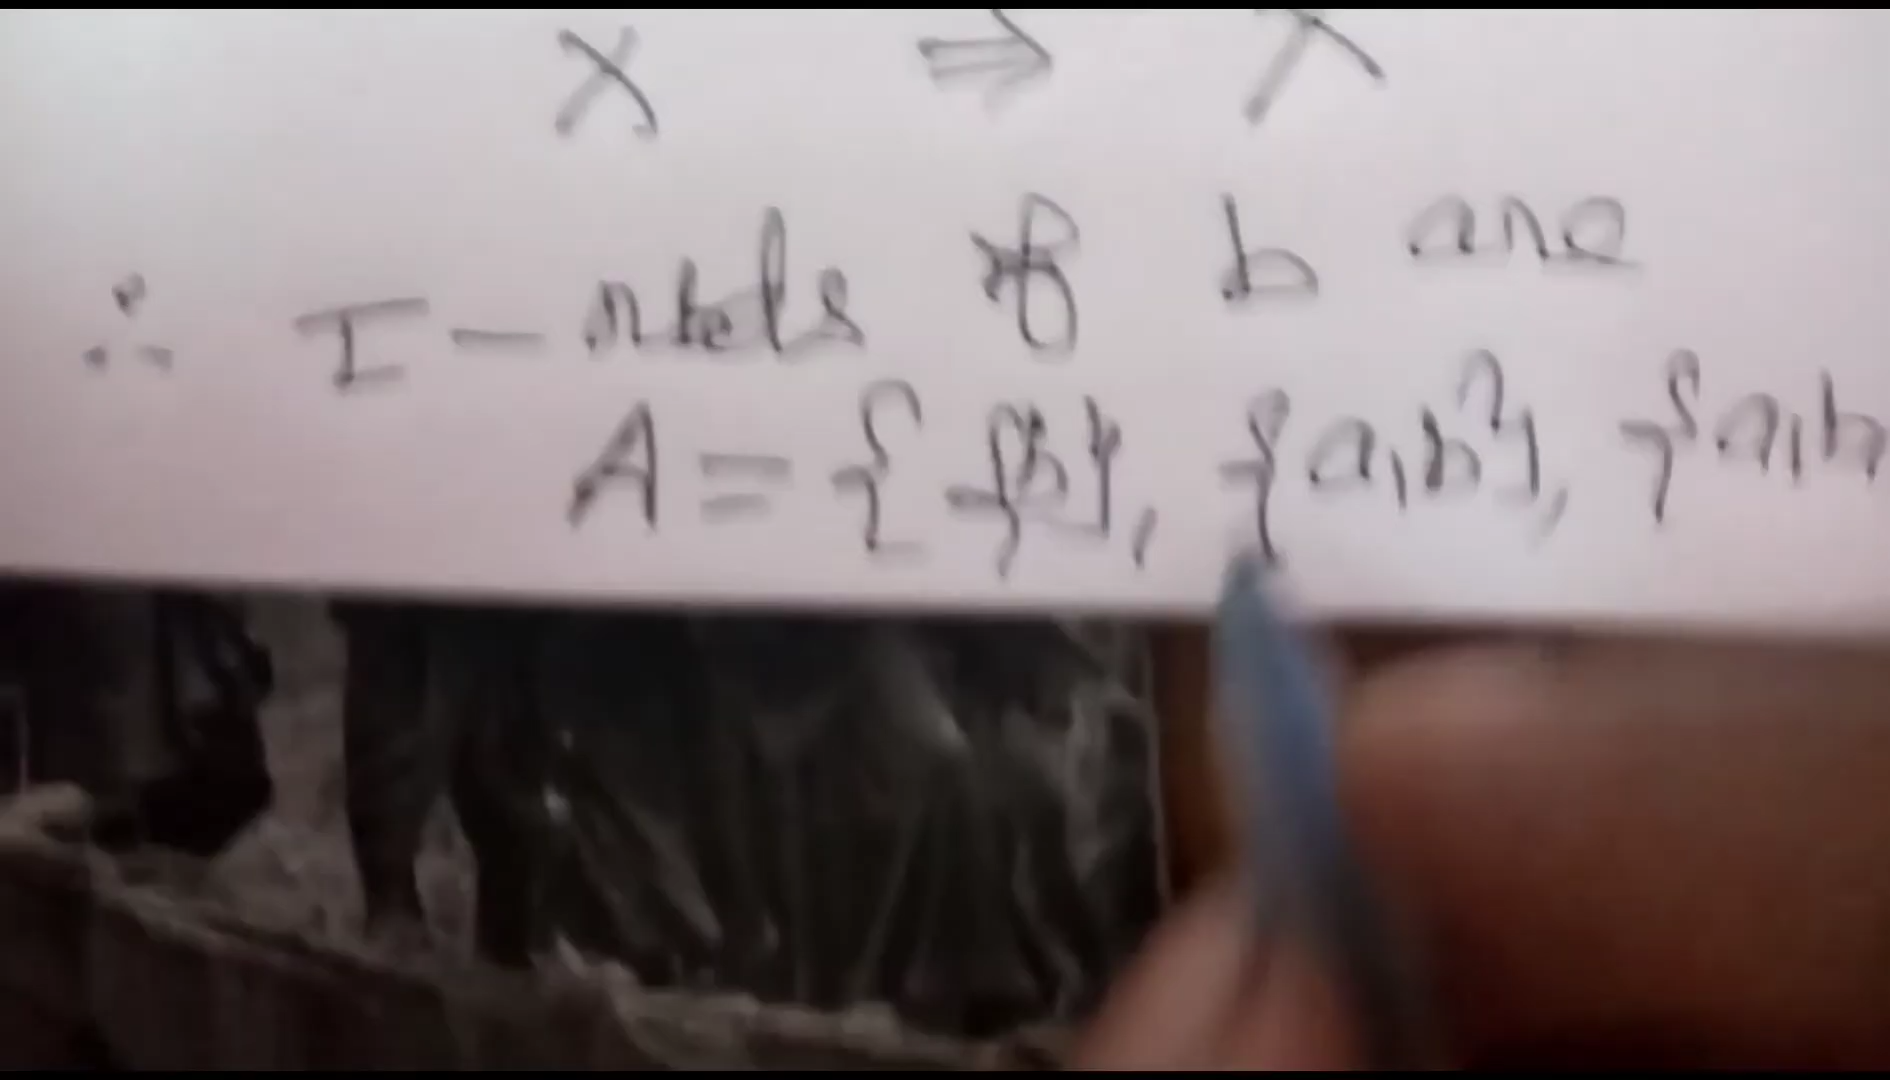 X ⇒ X
∴ I - nbds of b are
A = { {b}, {a,b}, {a,b